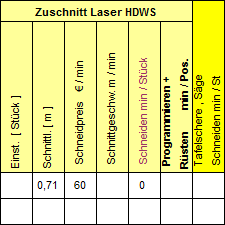 Zuschnitt Laser HDWS
Einst. [ Stück ]
Schnittl. [ m ]
Schneidpreis € / min
Schnittgeschw. m / min
Schneiden min / Stück
Programmieren +
Rüsten min / Pos.
Tafelschere , Säge
Schneiden min / St
0,71 60 0